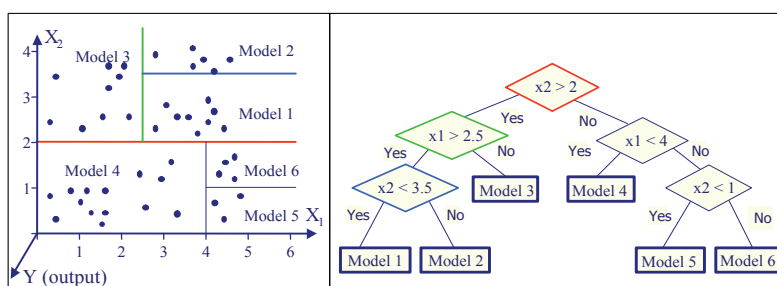 X2
4
3
2
1
1 2 3 4 5 6
X1
Y (output)
Model 3
Model 2
Model 1
Model 4
Model 6
Model 5
x2 > 2
Yes No
x1 > 2.5
x1 < 4
Yes No
Yes No
x2 < 3.5
Model 3
Model 4
x2 < 1
Yes No
Yes No
Model 1
Model 2
Model 5
Model 6